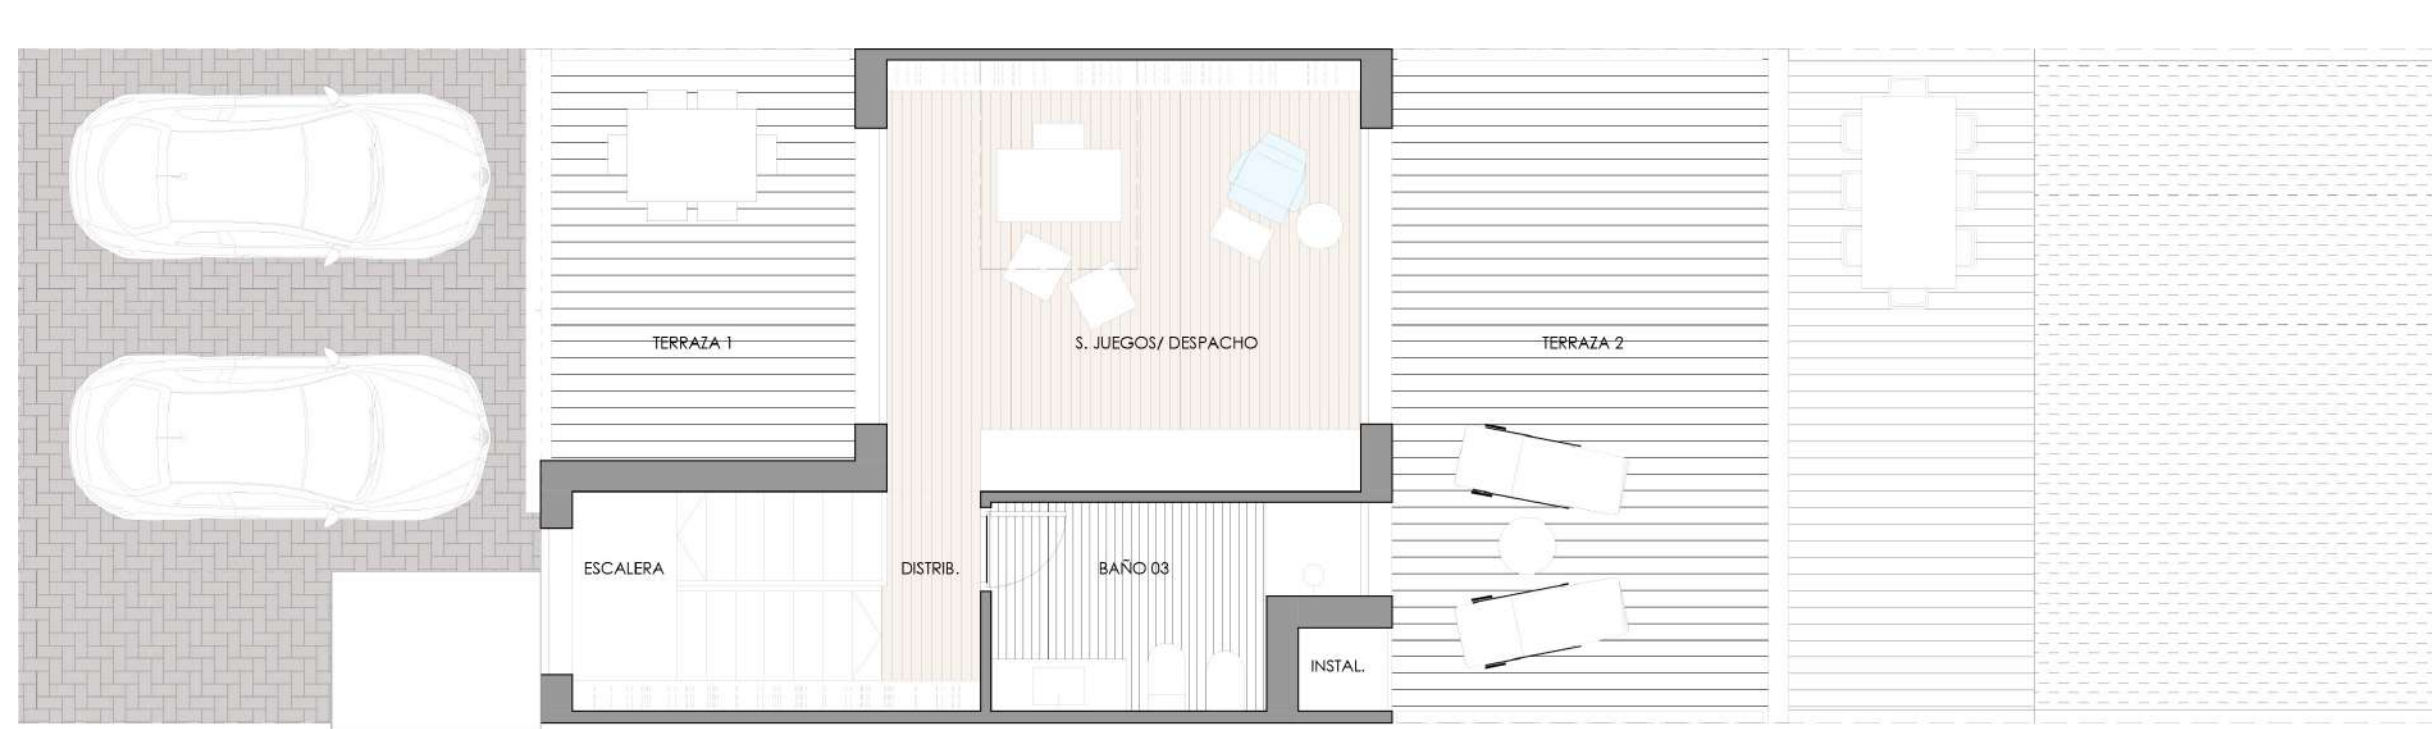 TERRAZA 1
S. JUEGOS/ DESPACHO
TERRAZA 2
ESCALERA
DISTRIB.
BAÑO 03
INSTAL.